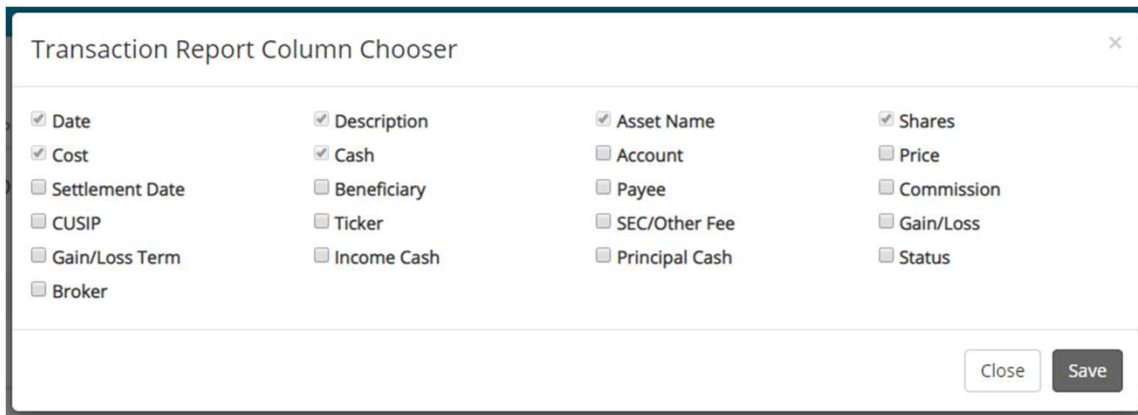 Transaction Report Column Chooser ×
Date Description Asset Name Shares
Cost Cash Account Price
Settlement Date Beneficiary Payee Commission
CUSIP Ticker SEC/Other Fee Gain/Loss
Gain/Loss Term Income Cash Principal Cash Status
Broker
Close Save